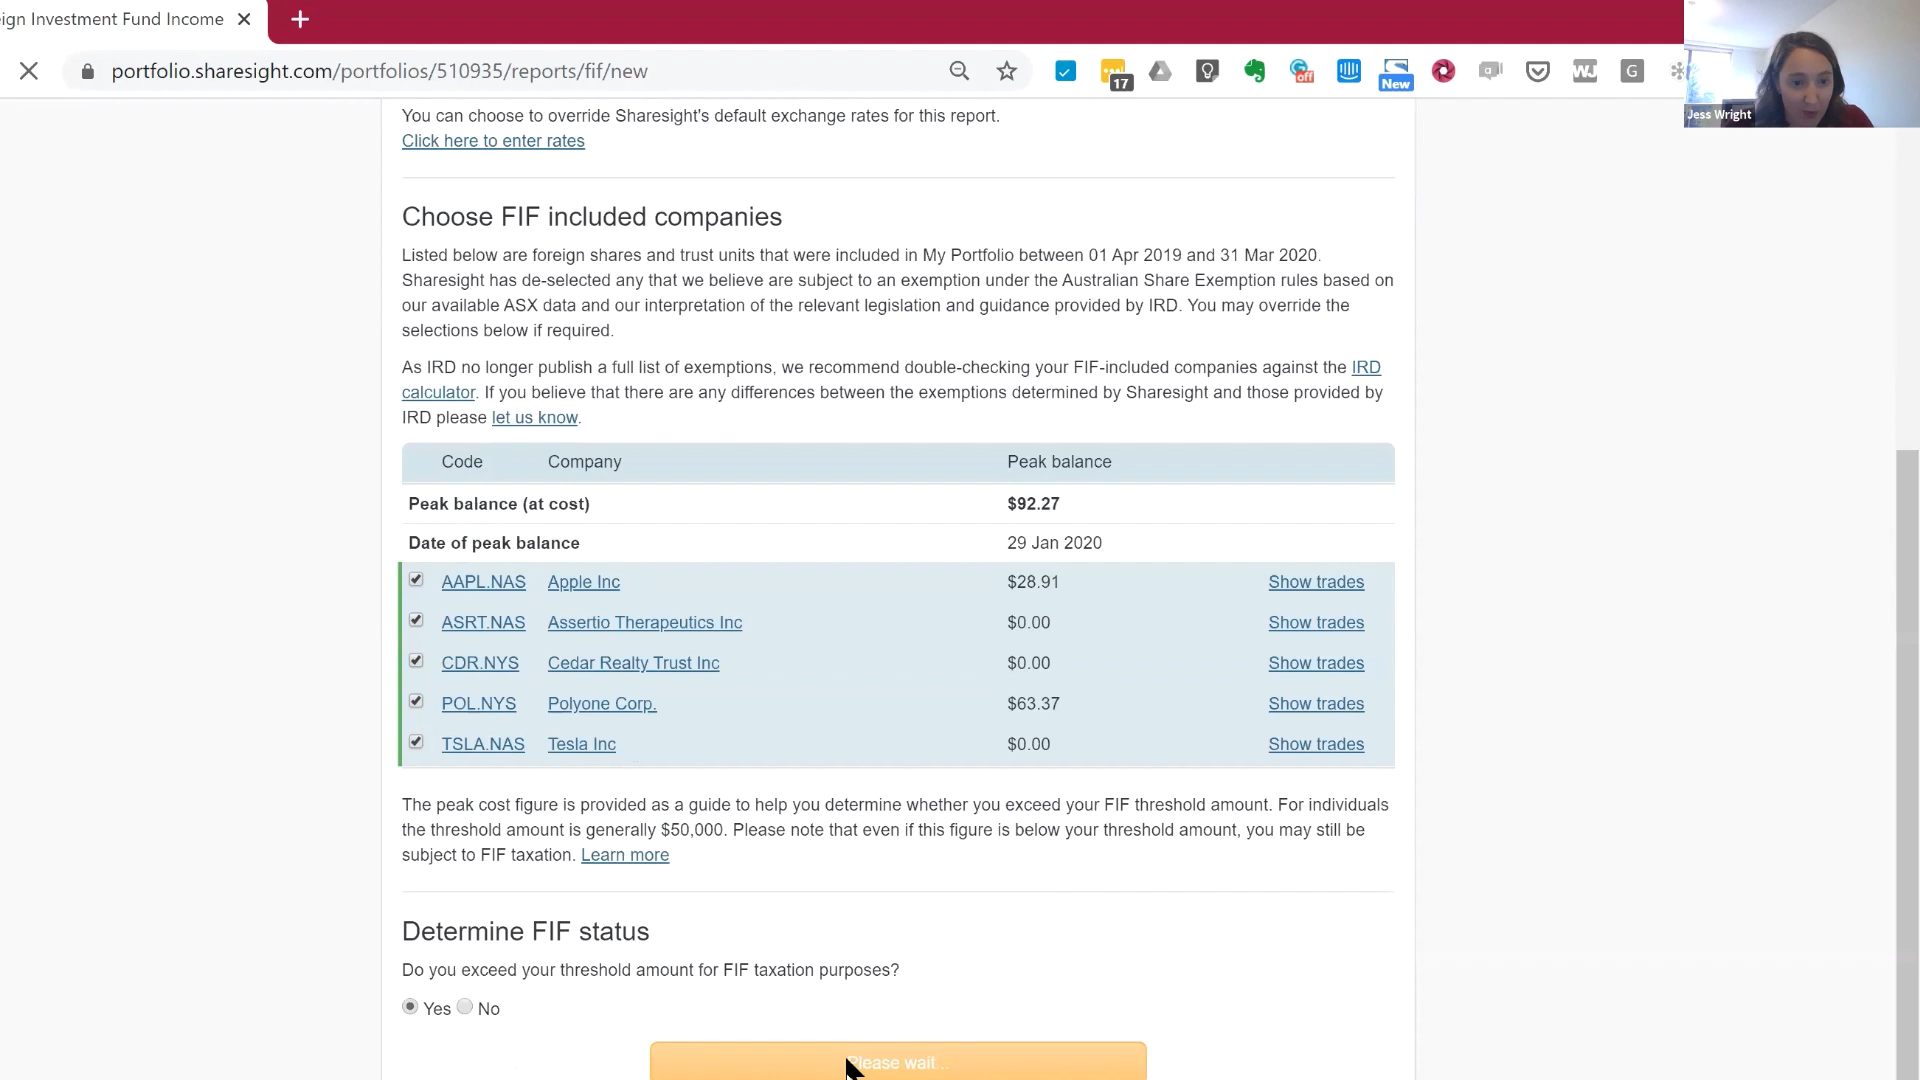 ign Investment Fund Income
portfolio.sharesight.com/portfolios/510935/reports/fif/new
17
off
New
WJ
G
Jess Wright
You can choose to override Sharesight's default exchange rates for this report.
Click here to enter rates
Choose FIF included companies
Listed below are foreign shares and trust units that were included in My Portfolio between 01 Apr 2019 and 31 Mar 2020.
Sharesight has de-selected any that we believe are subject to an exemption under the Australian Share Exemption rules based on
our available ASX data and our interpretation of the relevant legislation and guidance provided by IRD. You may override the
selections below if required.
As IRD no longer publish a full list of exemptions, we recommend double-checking your FIF-included companies against the IRD
calculator. If you believe that there are any differences between the exemptions determined by Sharesight and those provided by
IRD please let us know.
Code Company Peak balance
Peak balance (at cost) $92.27
Date of peak balance 29 Jan 2020
AAPL.NAS Apple Inc $28.91 Show trades
ASRT.NAS Assertio Therapeutics Inc $0.00 Show trades
CDR.NYS Cedar Realty Trust Inc $0.00 Show trades
POL.NYS Polyone Corp. $63.37 Show trades
TSLA.NAS Tesla Inc $0.00 Show trades
The peak cost figure is provided as a guide to help you determine whether you exceed your FIF threshold amount. For individuals
the threshold amount is generally $50,000. Please note that even if this figure is below your threshold amount, you may still be
subject to FIF taxation. Learn more
Determine FIF status
Do you exceed your threshold amount for FIF taxation purposes?
Yes No
Please wait...